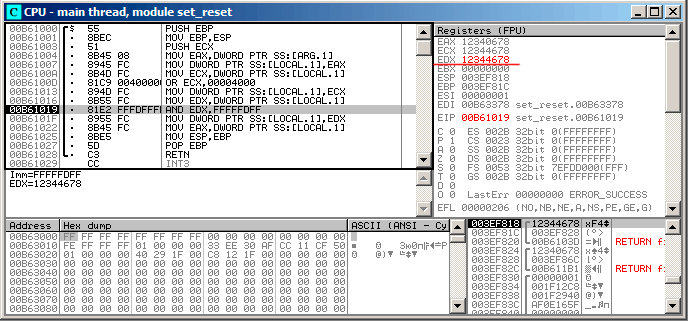 CPU - main thread, module set_reset
00B61000 $ 55 PUSH EBP
00B61001 . 8BEC MOV EBP,ESP
00B61003 . 51 PUSH ECX
00B61004 . 8B45 08 MOV EAX,DWORD PTR SS:[ARG.1]
00B61007 . 8945 FC MOV DWORD PTR SS:[LOCAL.1],EAX
00B6100A . 8B4D FC MOV ECX,DWORD PTR SS:[LOCAL.1]
00B6100D . 81C9 00400000 OR ECX,00004000
00B61013 . 894D FC MOV DWORD PTR SS:[LOCAL.1],ECX
00B61016 . 8B55 FC MOV EDX,DWORD PTR SS:[LOCAL.1]
00B61019 . 81E2 FFFDFFFF AND EDX,FFFFFDFF
00B6101F . 8955 FC MOV DWORD PTR SS:[LOCAL.1],EDX
00B61022 . 8B45 FC MOV EAX,DWORD PTR SS:[LOCAL.1]
00B61025 . 8BE5 MOV ESP,EBP
00B61027 . 5D POP EBP
00B61028 . C3 RETN
00B61029 CC INT3
Imm=FFFFFDFF
EDX=12344678
Registers (FPU)
EAX 12340678
ECX 12344678
EDX 12344678
EBX 00000000
ESP 003EF818
EBP 003EF81C
ESI 00000001
EDI 00B63378 set_reset.00B63378
EIP 00B61019 set_reset.00B61019
C 0 ES 002B 32bit 0(FFFFFFFF)
P 1 CS 0023 32bit 0(FFFFFFFF)
A 0 SS 002B 32bit 0(FFFFFFFF)
Z 0 DS 002B 32bit 0(FFFFFFFF)
S 0 FS 0053 32bit 7EFDD000(FFF)
T 0 GS 002B 32bit 0(FFFFFFFF)
D 0
O 0 LastErr 00000000 ERROR_SUCCESS
EFL 00000206 (NO,NB,NE,A,NS,PE,GE,G)
Address Hex dump ASCII (ANSI - Cy
00B63000 FF FF FF FF FF FF FF FF FF FF FF FF FF FF FF FF
00B63010 FE FF FF FF 01 00 00 00 33 EE 30 AF CC 11 CF 50
00B63020 01 00 00 00 40 29 1F 00 C8 12 1F 00 00 00 00 00
00B63030 00 00 00 00 00 00 00 00 00 00 00 00 00 00 00 00
00B63040 00 00 00 00 00 00 00 00 00 00 00 00 00 00 00 00
00B63050 00 00 00 00 00 00 00 00 00 00 00 00 00 00 00 00
00B63060 00 00 00 00 00 00 00 00 00 00 00 00 00 00 00 00
00B63070 00 00 00 00 00 00 00 00 00 00 00 00 00 00 00 00
00B63080 00 00 00 00 00 00 00 00 00 00 00 00 00 00 00 00
003EF818 12344678 xF4
003EF81C 003EF828
003EF820 00B6103D RETURN
003EF824 12340678
003EF828 003EF86C
003EF82C 00B611B1 RETURN
003EF830 00000001
003EF834 001F12C8
003EF838 001F2940
003EF83C AF0E165F